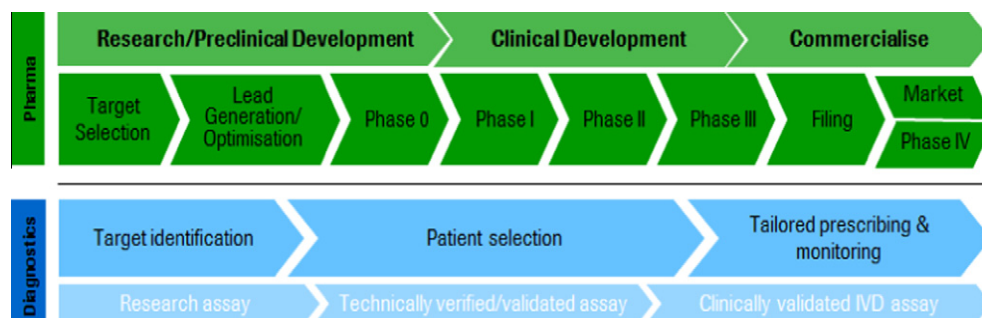 Pharma
Research/Preclinical Development
Clinical Development
Commercialise
Target
Selection
Lead
Generation/
Optimisation
Phase 0
Phase I
Phase II
Phase III
Filing
Market
Phase IV
Diagnostics
Target identification
Patient selection
Tailored prescribing &
monitoring
Research assay
Technically verified/validated assay
Clinically validated IVD assay